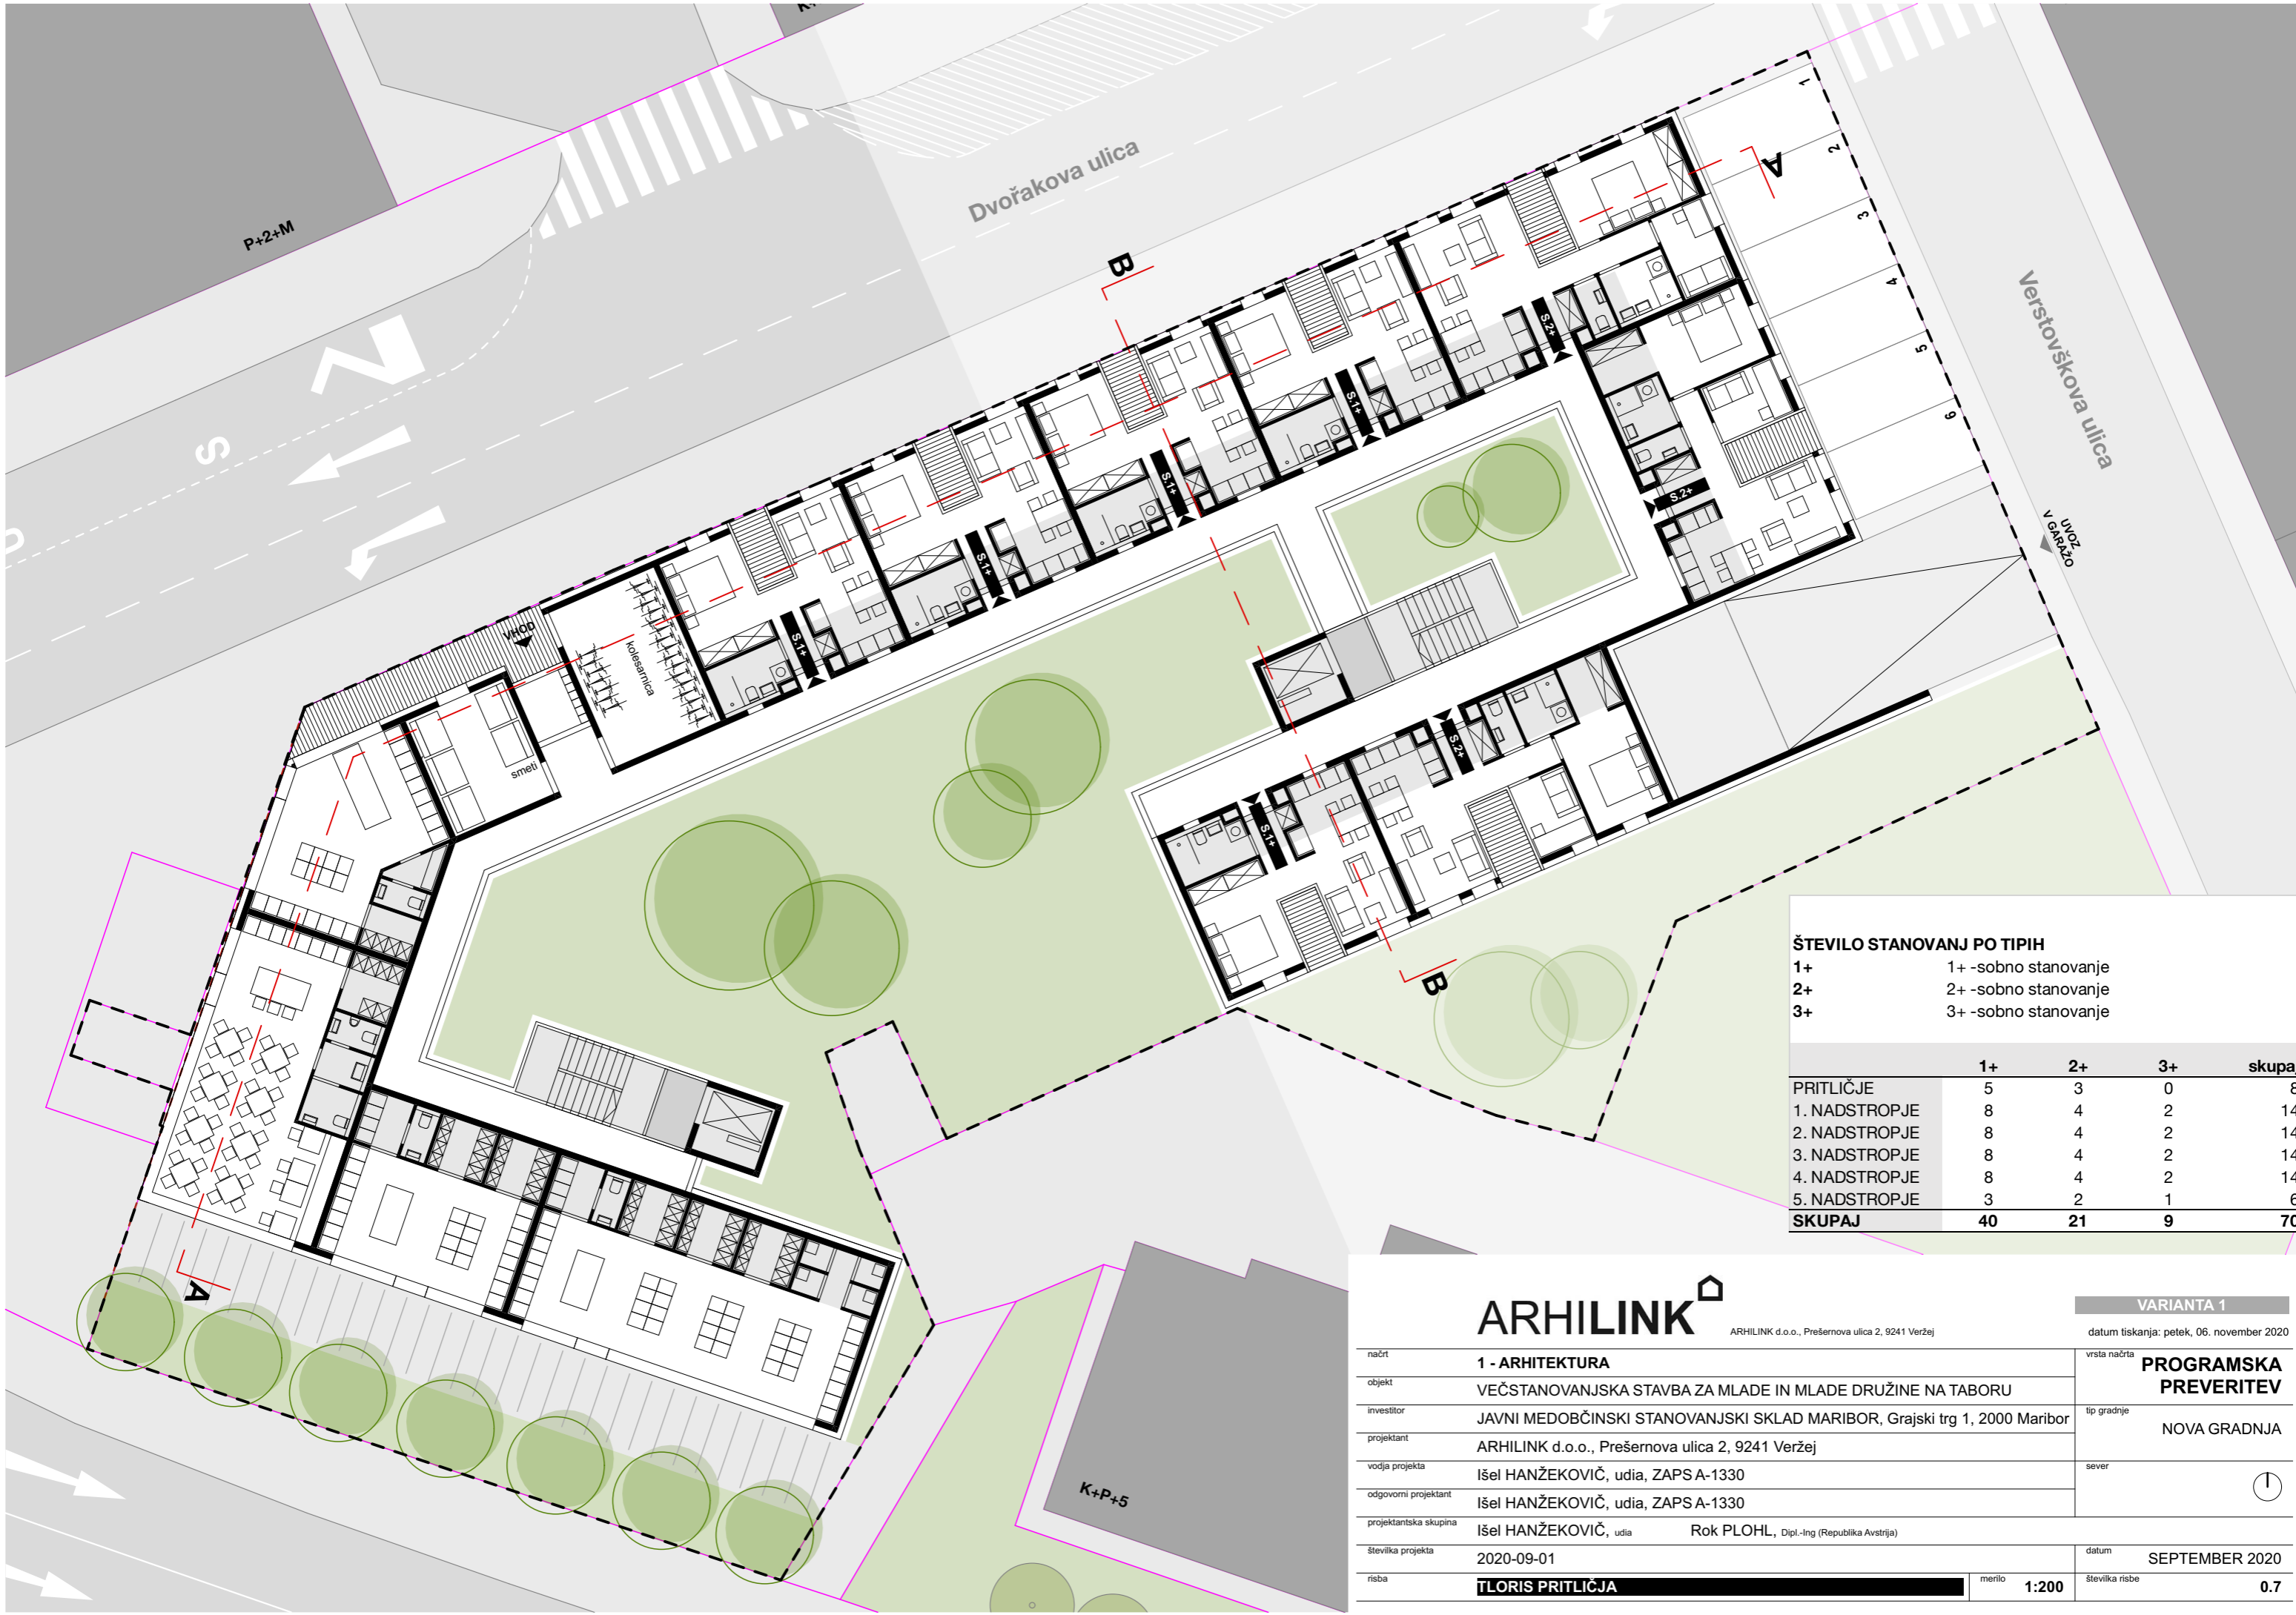 K+
P+2+M
Dvořakova ulica
Verstovškova ulica
S
A
B
1
2
3
4
5
6
UVOZ
V GARAŽO
S.2+
S.1+
S.1+
S.1+
S.1+
S.2+
S.2+
S.1+
VHOD
kolesarnica
smeti
B
A
K+P+5
ŠTEVILO STANOVANJ PO TIPIH
1+ 1+ -sobno stanovanje
2+ 2+ -sobno stanovanje
3+ 3+ -sobno stanovanje
1+ 2+ 3+ skupaj
PRITLIČJE 5 3 0 8
1. NADSTROPJE 8 4 2 14
2. NADSTROPJE 8 4 2 14
3. NADSTROPJE 8 4 2 14
4. NADSTROPJE 8 4 2 14
5. NADSTROPJE 3 2 1 6
SKUPAJ 40 21 9 70
ARHILINK
ARHILINK d.o.o., Prešernova ulica 2, 9241 Veržej
VARIANTA 1
datum tiskanja: petek, 06. november 2020
načrt 1 - ARHITEKTURA
vrsta načrta PROGRAMSKA
PREVERITEV
objekt VEČSTANOVANJSKA STAVBA ZA MLADE IN MLADE DRUŽINE NA TABORU
investitor JAVNI MEDOBČINSKI STANOVANJSKI SKLAD MARIBOR, Grajski trg 1, 2000 Maribor
tip gradnje NOVA GRADNJA
projektant ARHILINK d.o.o., Prešernova ulica 2, 9241 Veržej
vodja projekta Išel HANŽEKOVIČ, udia, ZAPS A-1330
sever
odgovorni projektant Išel HANŽEKOVIČ, udia, ZAPS A-1330
projektantska skupina Išel HANŽEKOVIČ, udia Rok PLOHL, Dipl.-Ing (Republika Avstrija)
številka projekta 2020-09-01
datum SEPTEMBER 2020
risba TLORIS PRITLIČJA
merilo 1:200
številka risbe 0.7